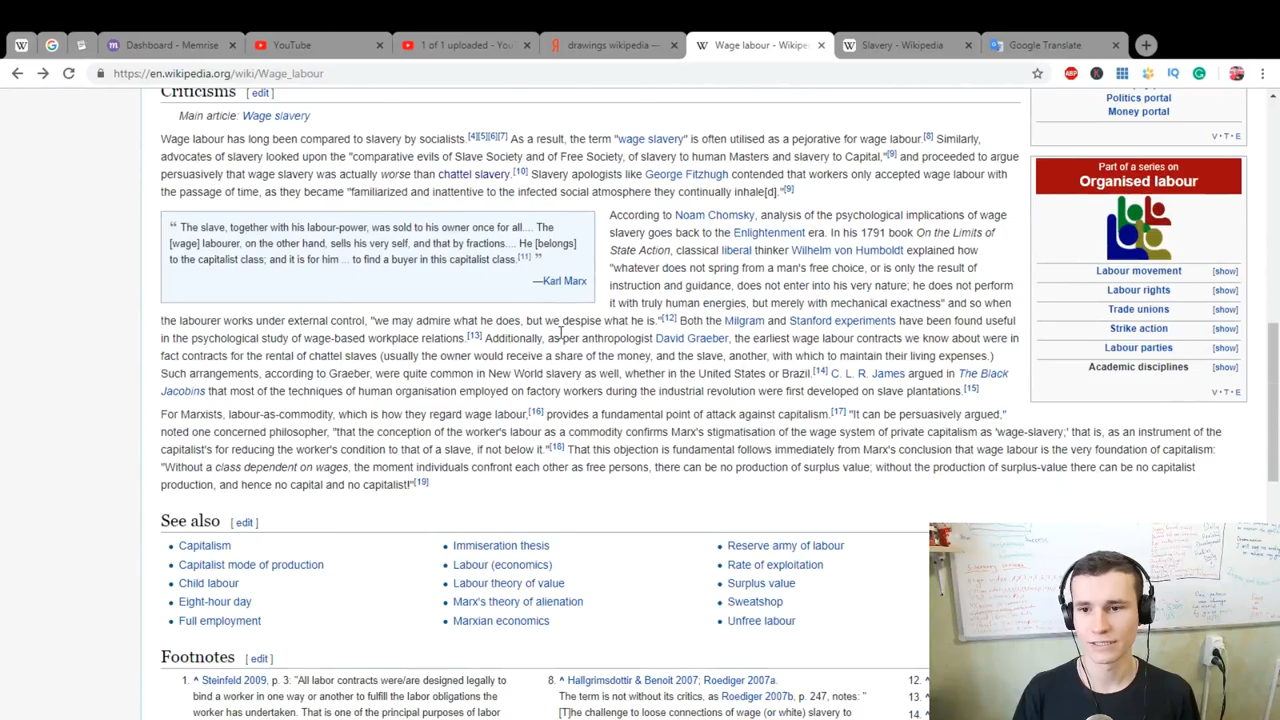 Dashboard - Memrise
YouTube
1 of 1 uploaded - YouT
drawings wikipedia —
Wage labour - Wikipe
Slavery - Wikipedia
Google Translate
https://en.wikipedia.org/wiki/Wage_labour
Criticisms [ edit ]
Main article: Wage slavery
Wage labour has long been compared to slavery by socialists.[4][5][6][7] As a result, the term "wage slavery" is often utilised as a pejorative for wage labour.[8] Similarly,
advocates of slavery looked upon the "comparative evils of Slave Society and of Free Society, of slavery to human Masters and slavery to Capital,"[9] and proceeded to argue
persuasively that wage slavery was actually worse than chattel slavery.[10] Slavery apologists like George Fitzhugh contended that workers only accepted wage labour with
the passage of time, as they became "familiarized and inattentive to the infected social atmosphere they continually inhale[d]."[9]
“ The slave, together with his labour-power, was sold to his owner once for all.... The
[wage] labourer, on the other hand, sells his very self, and that by fractions.... He [belongs]
to the capitalist class; and it is for him ... to find a buyer in this capitalist class.[11] ”
—Karl Marx
According to Noam Chomsky, analysis of the psychological implications of wage
slavery goes back to the Enlightenment era. In his 1791 book On the Limits of
State Action, classical liberal thinker Wilhelm von Humboldt explained how
"whatever does not spring from a man's free choice, or is only the result of
instruction and guidance, does not enter into his very nature; he does not perform
it with truly human energies, but merely with mechanical exactness" and so when
the labourer works under external control, "we may admire what he does, but we despise what he is."[12] Both the Milgram and Stanford experiments have been found useful
in the psychological study of wage-based workplace relations.[13] Additionally, as per anthropologist David Graeber, the earliest wage labour contracts we know about were in
fact contracts for the rental of chattel slaves (usually the owner would receive a share of the money, and the slave, another, with which to maintain their living expenses.)
Such arrangements, according to Graeber, were quite common in New World slavery as well, whether in the United States or Brazil.[14] C. L. R. James argued in The Black
Jacobins that most of the techniques of human organisation employed on factory workers during the industrial revolution were first developed on slave plantations.[15]
For Marxists, labour-as-commodity, which is how they regard wage labour,[16] provides a fundamental point of attack against capitalism.[17] "It can be persuasively argued,"
noted one concerned philosopher, "that the conception of the worker's labour as a commodity confirms Marx's stigmatisation of the wage system of private capitalism as 'wage-slavery;' that is, as an instrument of the
capitalist's for reducing the worker's condition to that of a slave, if not below it."[18] That this objection is fundamental follows immediately from Marx's conclusion that wage labour is the very foundation of capitalism:
"Without a class dependent on wages, the moment individuals confront each other as free persons, there can be no production of surplus value; without the production of surplus-value there can be no capitalist
production, and hence no capital and no capitalist!"[19]
Politics portal
Money portal
V · T · E
Part of a series on
Organised labour
Labour movement [show]
Labour rights [show]
Trade unions [show]
Strike action [show]
Labour parties [show]
Academic disciplines [show]
V · T · E
See also [ edit ]
• Capitalism
• Capitalist mode of production
• Child labour
• Eight-hour day
• Full employment
• Immiseration thesis
• Labour (economics)
• Labour theory of value
• Marx's theory of alienation
• Marxian economics
• Reserve army of labour
• Rate of exploitation
• Surplus value
• Sweatshop
• Unfree labour
Footnotes [ edit ]
1. ^ Steinfeld 2009, p. 3: "All labor contracts were/are designed legally to
bind a worker in one way or another to fulfill the labor obligations the
worker has undertaken. That is one of the principal purposes of labor
8. ^ Hallgrimsdottir & Benoit 2007; Roediger 2007a.
The term is not without its critics, as Roediger 2007b, p. 247, notes: "
[T]he challenge to loose connections of wage (or white) slavery to
12. ^
13. ^
14. ^